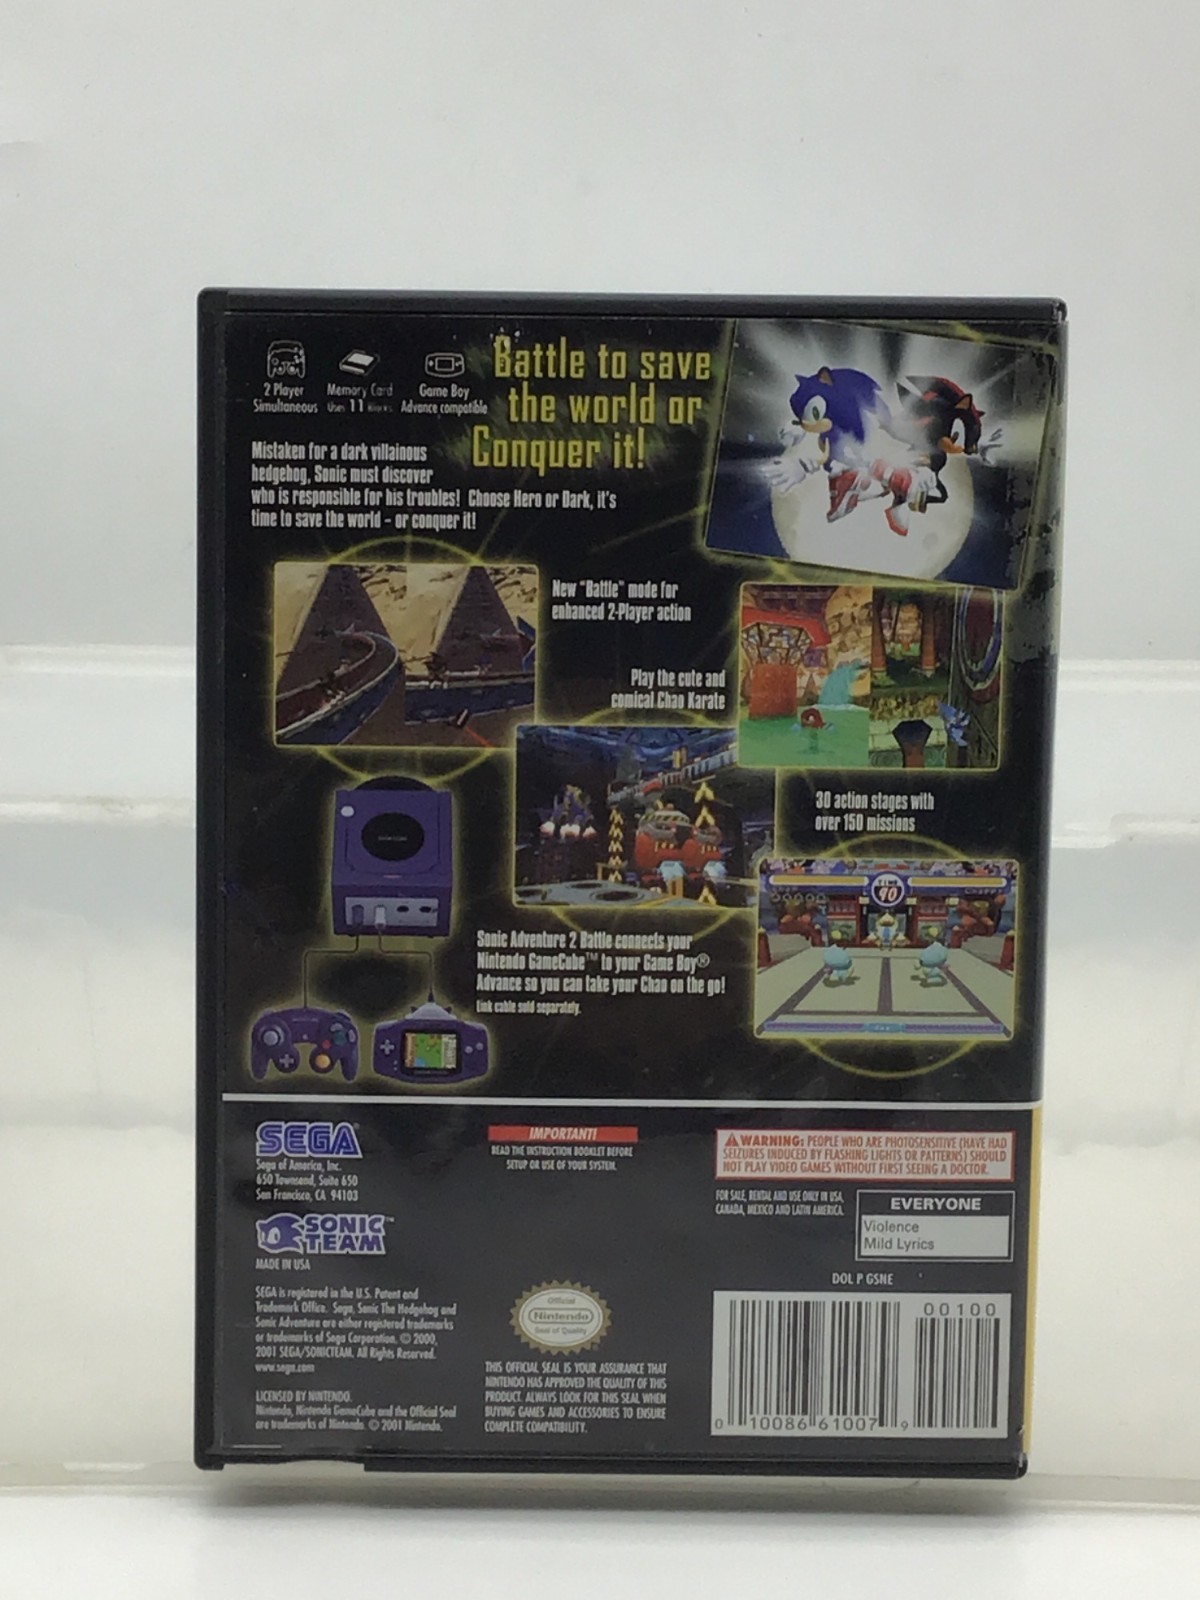 2 Player
Simultaneous
Memory Card
Uses 11 Blocks
Game Boy
Advance compatible
Battle to save
the world or
Conquer it!
Mistaken for a dark villainous
hedgehog, Sonic must discover
who is responsible for his troubles! Choose Hero or Dark, it's
time to save the world - or conquer it!
New "Battle" mode for
enhanced 2-Player action
Play the cute and
comical Chao Karate
30 action stages with
over 150 missions
TIME
90
Sonic Adventure 2 Battle connects your
Nintendo GameCube™ to your Game Boy®
Advance so you can take your Chao on the go!
Link cable sold separately.
SEGA®
Sega of America, Inc.
650 Townsend, Suite 650
San Francisco, CA 94103
SONIC
TEAM™
MADE IN USA
SEGA is registered in the U.S. Patent and
Trademark Office. Sega, Sonic The Hedgehog and
Sonic Adventure are either registered trademarks
or trademarks of Sega Corporation. © 2000,
2001 SEGA/SONICTEAM. All Rights Reserved.
www.sega.com
LICENSED BY NINTENDO.
Nintendo, Nintendo GameCube and the Official Seal
are trademarks of Nintendo. © 2001 Nintendo.
IMPORTANT!
READ THE INSTRUCTION BOOKLET BEFORE
SETUP OR USE OF YOUR SYSTEM.
Official
Nintendo
Seal of Quality
THIS OFFICIAL SEAL IS YOUR ASSURANCE THAT
NINTENDO HAS APPROVED THE QUALITY OF THIS
PRODUCT. ALWAYS LOOK FOR THIS SEAL WHEN
BUYING GAMES AND ACCESSORIES TO ENSURE
COMPLETE COMPATIBILITY.
WARNING: PEOPLE WHO ARE PHOTOSENSITIVE (HAVE HAD
SEIZURES INDUCED BY FLASHING LIGHTS OR PATTERNS) SHOULD
NOT PLAY VIDEO GAMES WITHOUT FIRST SEEING A DOCTOR.
FOR SALE, RENTAL AND USE ONLY IN USA,
CANADA, MEXICO AND LATIN AMERICA.
EVERYONE
Violence
Mild Lyrics
DOL P GSNE
00100
0 10086 61007 9